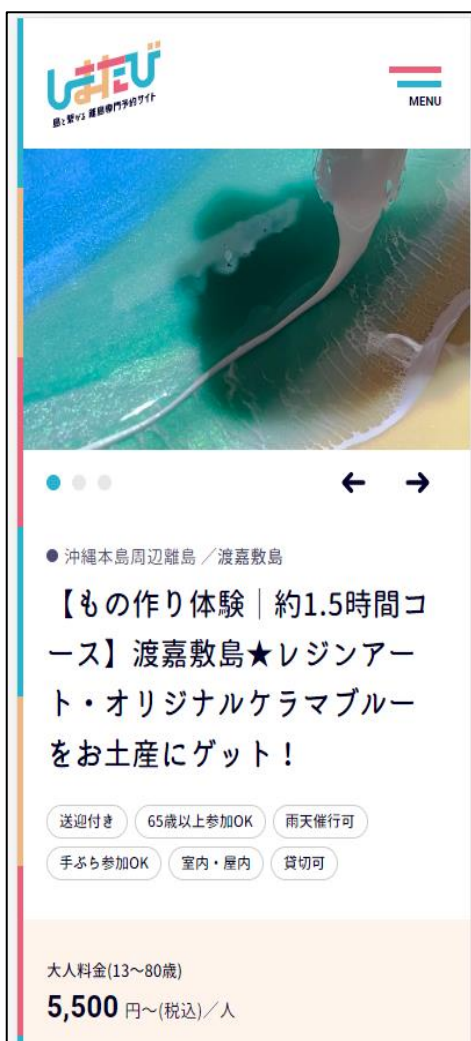 しまたび
島と繋がる 離島専門予約サイト
MENU
沖縄本島周辺離島 ／渡嘉敷島
【もの作り体験｜約1.5時間コ
ース】渡嘉敷島★レジンアー
ト・オリジナルケラマブルー
をお土産にゲット！
送迎付き 65歳以上参加OK 雨天催行可
手ぶら参加OK 室内・屋内 貸切可
大人料金(13〜80歳)
5,500 円〜(税込)／人